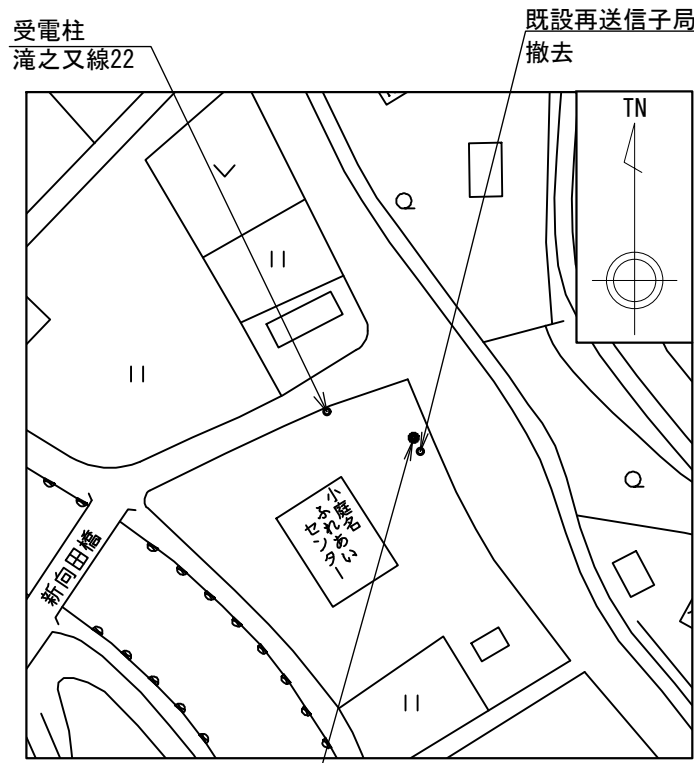 受電柱
滝之又線22
既設再送信子局
撤去
TN
小庭名
ふれあい
センター
新向田橋